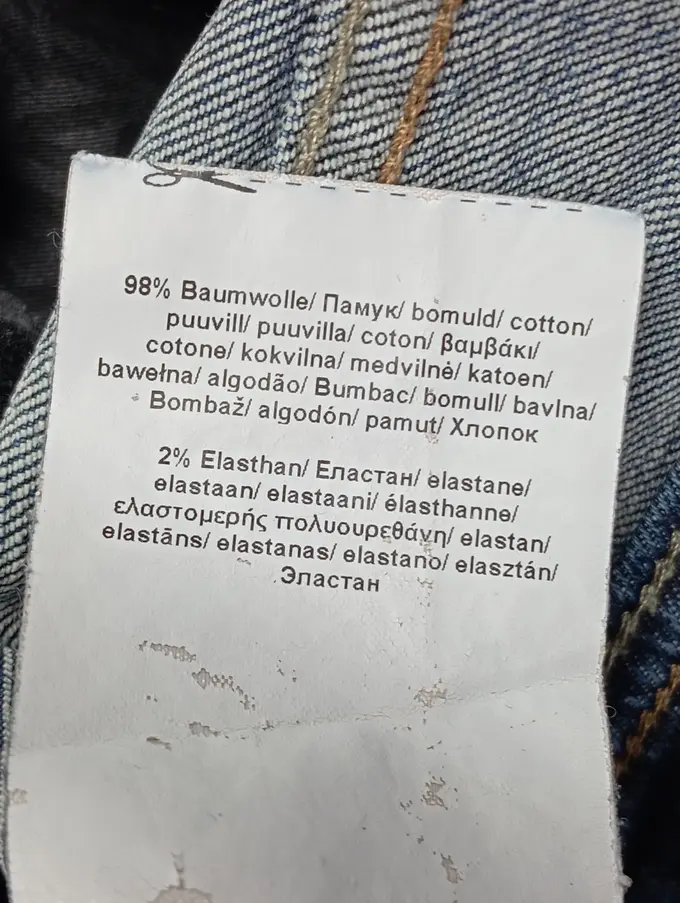 98% Baumwolle/ Памук/ bomuld/ cotton/
puuvill/ puuvilla/ coton/ βαμβάκι/
cotone/ kokvilna/ medvilnė/ katoen/
bawełna/ algodão/ Bumbac/ bomull/ bavlna/
Bombaž/ algodón/ pamut/ Хлопок
2% Elasthan/ Еластан/ elastane/
elastaan/ elastaani/ élasthanne/
ελαστομερής πολυουρεθάνη/ elastan/
elastāns/ elastanas/ elastano/ elasztán/
Эластан